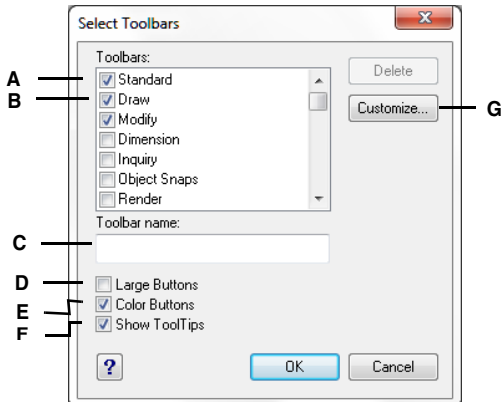 Select Toolbars
Toolbars:
A
Standard
Delete
B
Draw
Customize...
G
Modify
Dimension
Inquiry
Object Snaps
Render
Toolbar name:
C
D
Large Buttons
E
Color Buttons
F
Show ToolTips
?
OK
Cancel